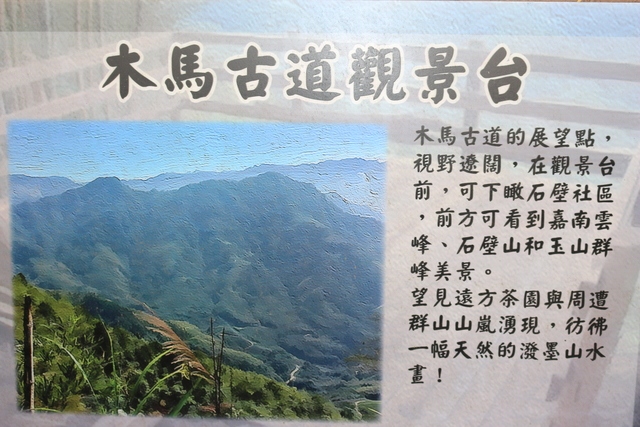 木馬古道觀景台
木馬古道的展望點，
視野遼闊，在觀景台
前，可下瞰石壁社區
，前方可看到嘉南雲
峰、石壁山和玉山群
峰美景。
望見遠方茶園與周遭
群山山嵐湧現，彷彿
一幅天然的潑墨山水
畫！